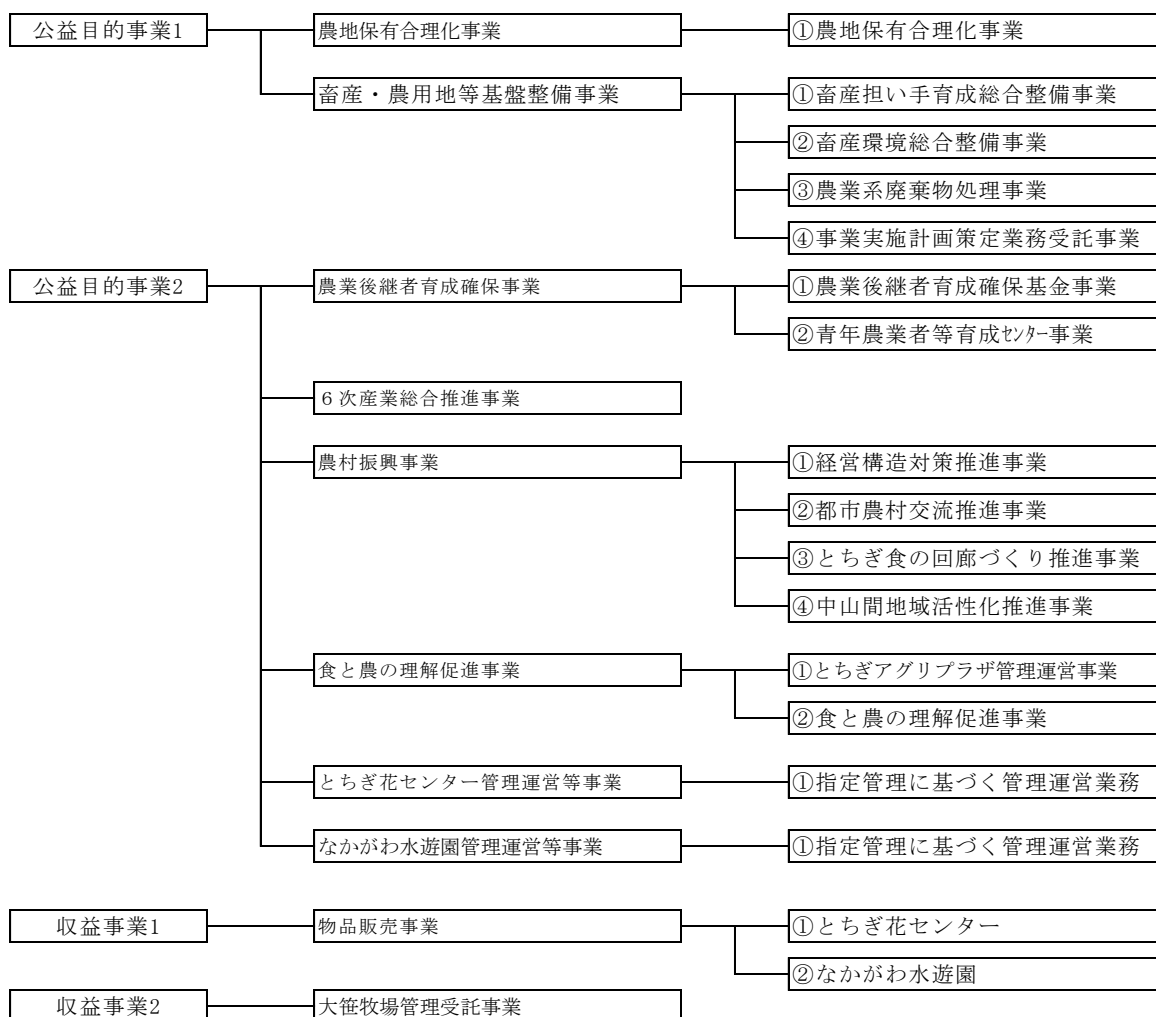 公益目的事業1
農地保有合理化事業
①農地保有合理化事業
畜産・農用地等基盤整備事業
①畜産担い手育成総合整備事業
②畜産環境総合整備事業
③農業系廃棄物処理事業
④事業実施計画策定業務受託事業
公益目的事業2
農業後継者育成確保事業
①農業後継者育成確保基金事業
②青年農業者等育成ｾﾝﾀｰ事業
６次産業総合推進事業
農村振興事業
①経営構造対策推進事業
②都市農村交流推進事業
③とちぎ食の回廊づくり推進事業
④中山間地域活性化推進事業
食と農の理解促進事業
①とちぎアグリプラザ管理運営事業
②食と農の理解促進事業
とちぎ花センター管理運営等事業
①指定管理に基づく管理運営業務
なかがわ水遊園管理運営等事業
①指定管理に基づく管理運営業務
収益事業1
物品販売事業
①とちぎ花センター
②なかがわ水遊園
収益事業2
大笹牧場管理受託事業